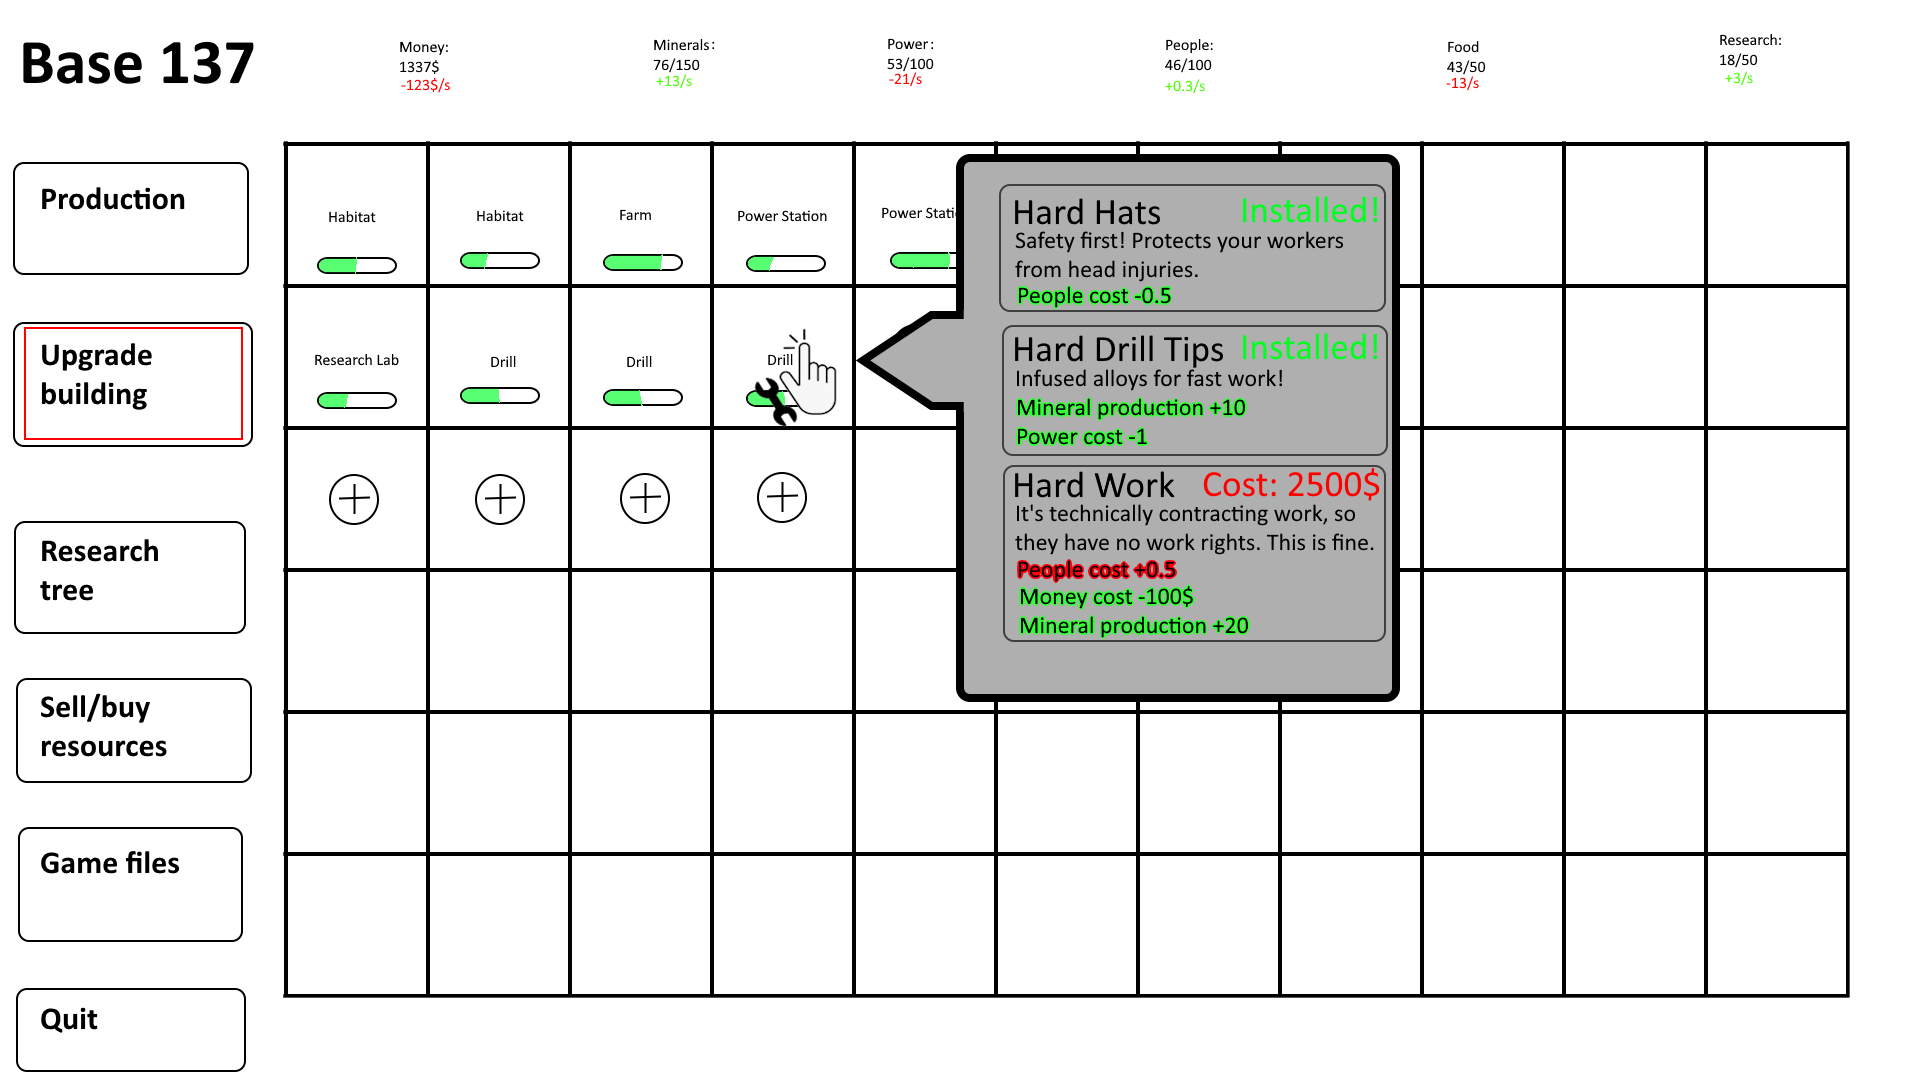 Base 137
Money:
1337$
-123$/s
Minerals:
76/150
+13/s
Power:
53/100
-21/s
People:
46/100
+0.3/s
Food
43/50
-13/s
Research:
18/50
+3/s
Production
Upgrade
building
Research
tree
Sell/buy
resources
Game files
Quit
Habitat
Habitat
Farm
Power Station
Power Stati
Research Lab
Drill
Drill
Drill
Hard Hats
Installed!
Safety first! Protects your workers
from head injuries.
People cost -0.5
Hard Drill Tips
Installed!
Infused alloys for fast work!
Mineral production +10
Power cost -1
Hard Work
Cost: 2500$
It's technically contracting work, so
they have no work rights. This is fine.
People cost +0.5
Money cost -100$
Mineral production +20